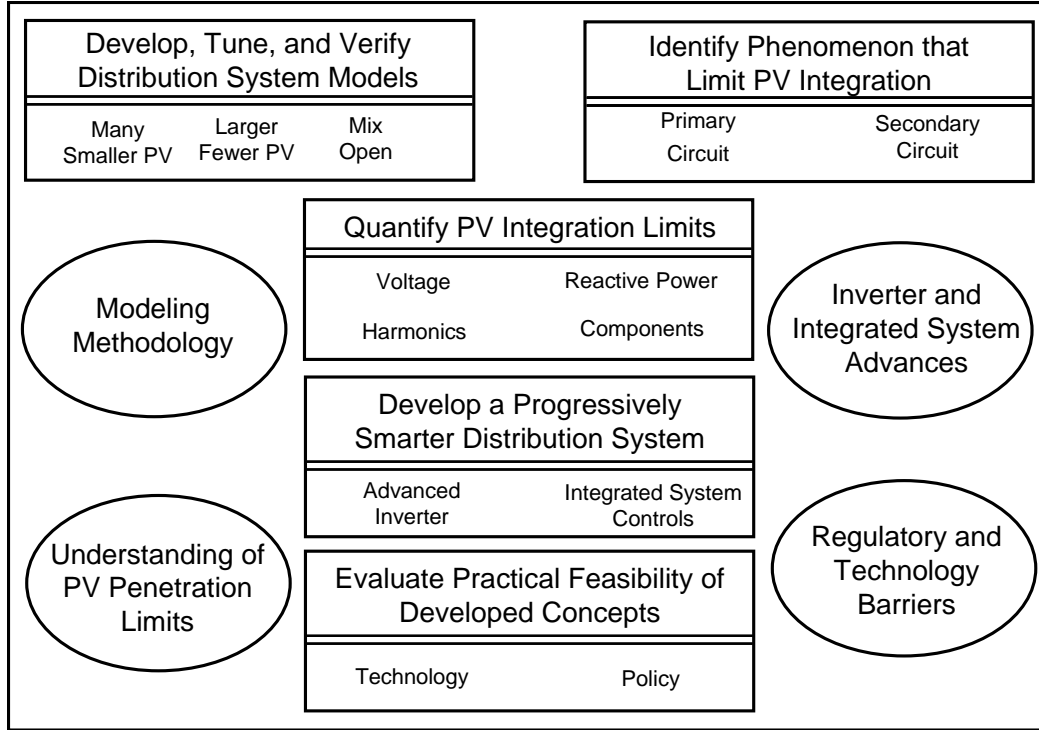 Develop, Tune, and Verify
Distribution System Models
Many
Smaller PV
Larger
Fewer PV
Mix
Open
Identify Phenomenon that
Limit PV Integration
Primary
Circuit
Secondary
Circuit
Quantify PV Integration Limits
Voltage
Reactive Power
Harmonics
Components
Modeling
Methodology
Inverter and
Integrated System
Advances
Develop a Progressively
Smarter Distribution System
Advanced
Inverter
Integrated System
Controls
Understanding of
PV Penetration
Limits
Regulatory and
Technology
Barriers
Evaluate Practical Feasibility of
Developed Concepts
Technology
Policy